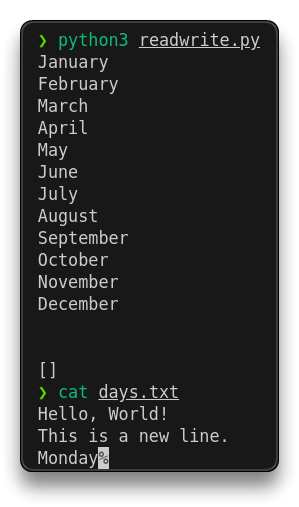 ❯ python3 readwrite.py
January
February
March
April
May
June
July
August
September
October
November
December
[]
❯ cat days.txt
Hello, World!
This is a new line.
Monday%